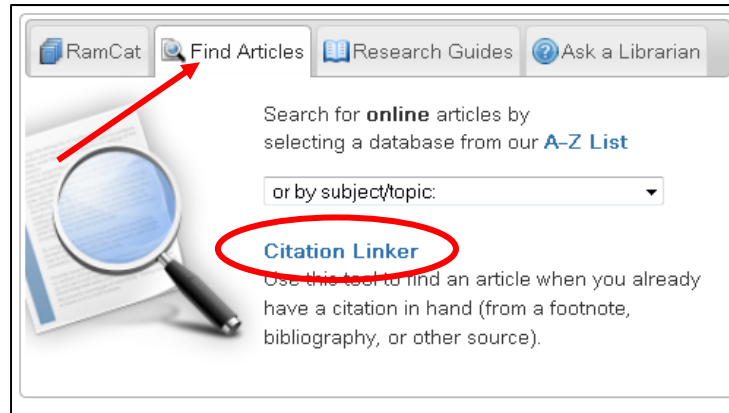 RamCat Find Articles Research Guides Ask a Librarian
Search for online articles by
selecting a database from our A-Z List
or by subject/topic:
Citation Linker
Use this tool to find an article when you already
have a citation in hand (from a footnote,
bibliography, or other source).